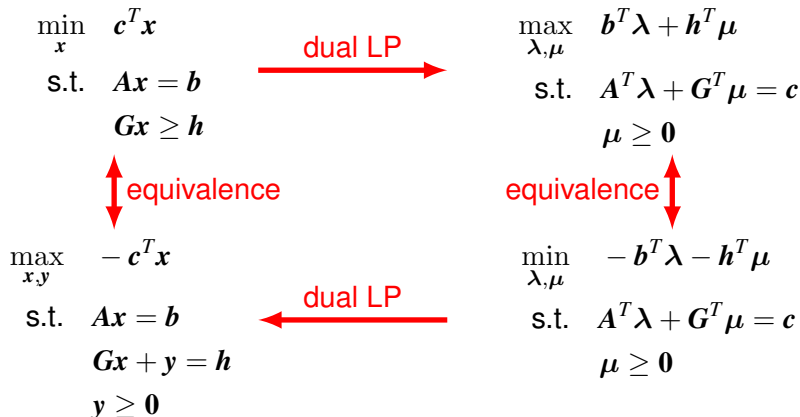 min_x c^T x
s.t. Ax = b
Gx ≥ h
dual LP
max_{λ,μ} b^T λ + h^T μ
s.t. A^T λ + G^T μ = c
μ ≥ 0
equivalence
equivalence
max_{x,y} − c^T x
s.t. Ax = b
Gx + y = h
y ≥ 0
dual LP
min_{λ,μ} − b^T λ − h^T μ
s.t. A^T λ + G^T μ = c
μ ≥ 0